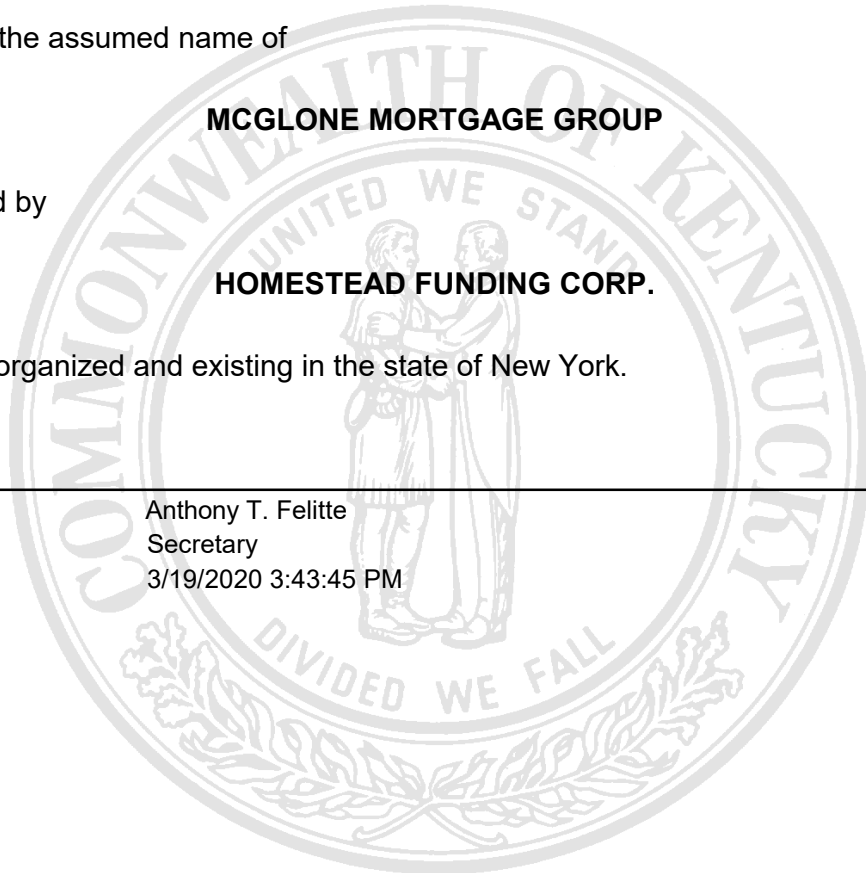 the assumed name of
MCGLONE MORTGAGE GROUP
d by
HOMESTEAD FUNDING CORP.
organized and existing in the state of New York.
Anthony T. Felitte
Secretary
3/19/2020 3:43:45 PM
COMMONWEALTH OF KENTUCKY
UNITED WE STAND
DIVIDED WE FALL